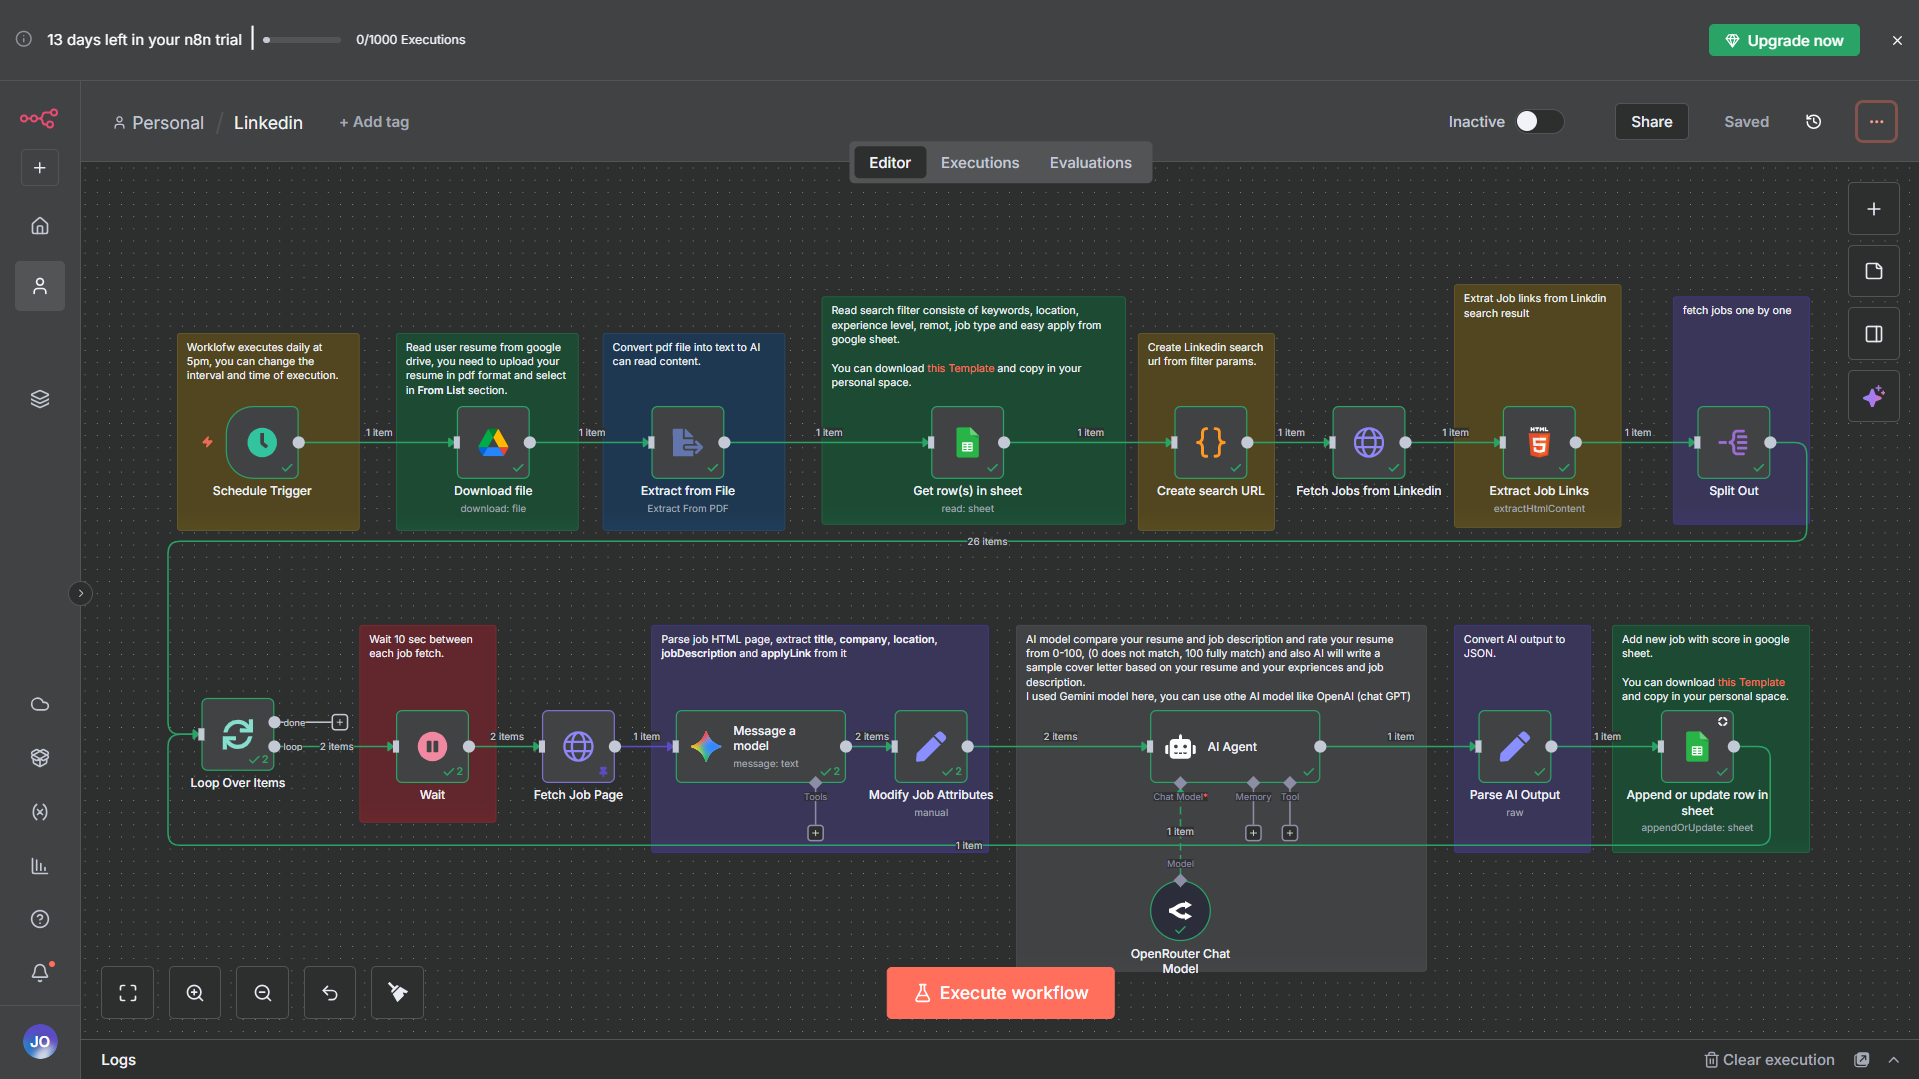 13 days left in your n8n trial
0/1000 Executions
Upgrade now
Personal / Linkedin
+ Add tag
Inactive
Share
Saved
Editor
Executions
Evaluations
Worklofw executes daily at
5pm, you can change the
interval and time of execution.
Schedule Trigger
1 item
Read user resume from google
drive, you need to upload your
resume in pdf format and select
in From List section.
Download file
download: file
1 item
Convert pdf file into text to AI
can read content.
Extract from File
Extract From PDF
1 item
Read search filter consiste of keywords, location,
experience level, remot, job type and easy apply from
google sheet.
You can download this Template and copy in your
personal space.
Get row(s) in sheet
read: sheet
1 item
Create Linkedin search
url from filter params.
Create search URL
1 item
Fetch Jobs from Linkedin
1 item
Extrat Job links from Linkdin
search result
HTML
5
Extract Job Links
extractHtmlContent
1 item
fetch jobs one by one
Split Out
26 items
done
loop
2 items
2
Loop Over Items
Wait 10 sec between
each job fetch.
2
Wait
2 items
Fetch Job Page
1 item
Parse job HTML page, extract title, company, location,
jobDescription and applyLink from it
Message a
model
message: text
2
Tools
2 items
2
Modify Job Attributes
manual
2 items
AI model compare your resume and job description and rate your resume
from 0-100, (0 does not match, 100 fully match) and also AI will write a
sample cover letter based on your resume and your expriences and job
description.
I used Gemini model here, you can use othe AI model like OpenAI (chat GPT)
AI Agent
Chat Model*
Memory
Tool
1 item
Model
OpenRouter Chat
Model
1 item
Convert AI output to
JSON.
Parse AI Output
raw
1 item
Add new job with score in google
sheet.
You can download this Template
and copy in your personal space.
Append or update row in
sheet
appendOrUpdate: sheet
1 item
Execute workflow
JO
Logs
Clear execution